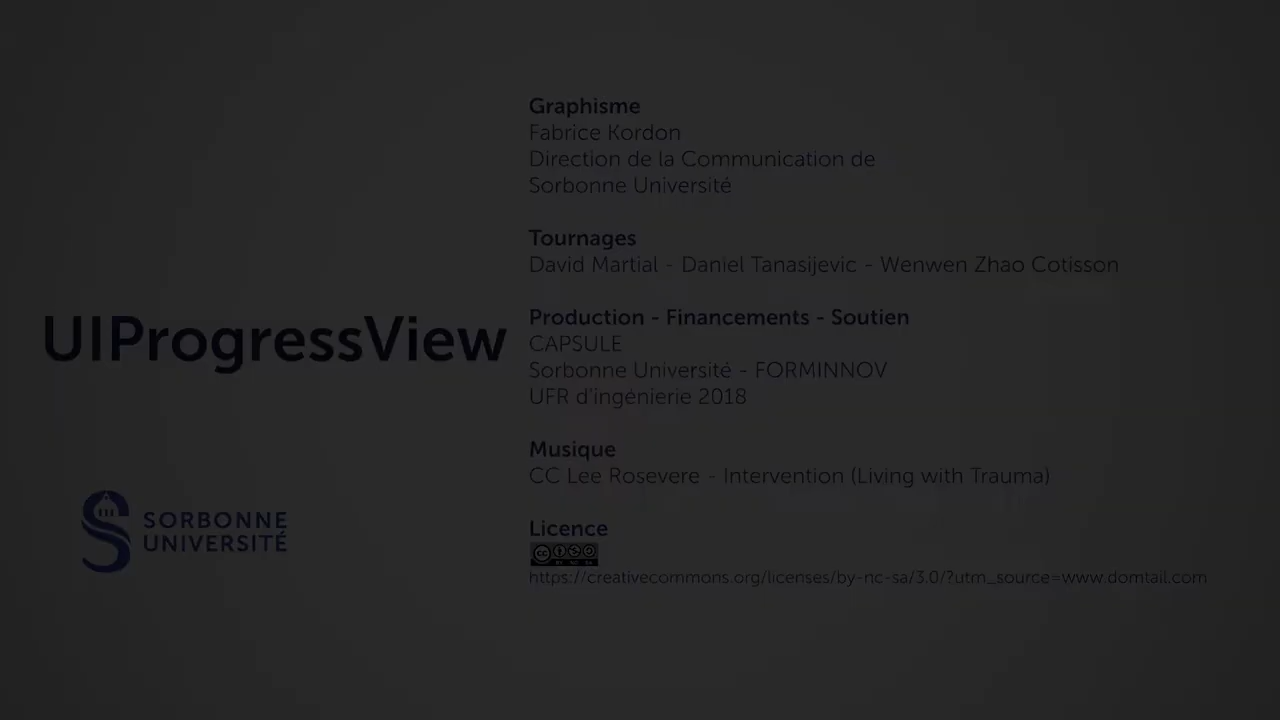 UIProgressView
SORBONNE
UNIVERSITÉ
Graphisme
Fabrice Kordon
Direction de la Communication de
Sorbonne Université
Tournages
David Martial - Daniel Tanasijevic - Wenwen Zhao Cotisson
Production - Financements - Soutien
CAPSULE
Sorbonne Université - FORMINNOV
UFR d'ingénierie 2018
Musique
CC Lee Rosevere - Intervention (Living with Trauma)
Licence
https://creativecommons.org/licenses/by-nc-sa/3.0/?utm_source=www.domtail.com